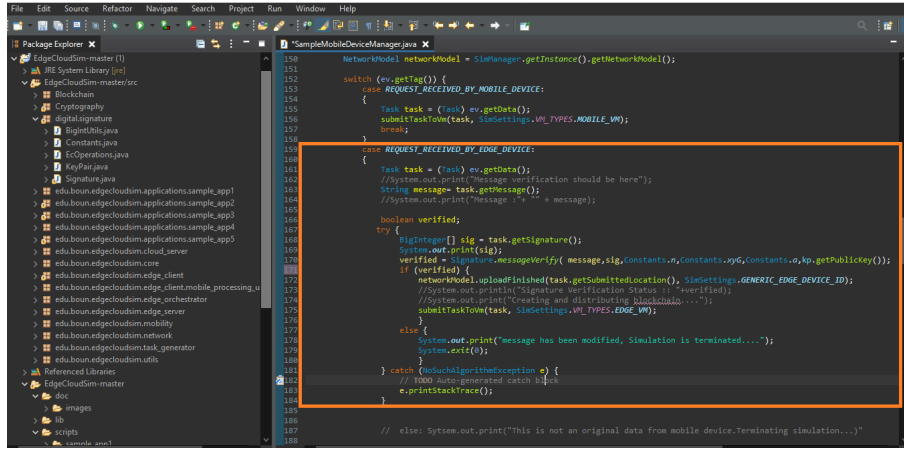 File Edit Source Refactor Navigate Search Project Run Window Help
Package Explorer
EdgeCloudSim-master (1)
JRE System Library [jre]
EdgeCloudSim-master/src
Blockchain
Cryptography
digital.signature
BigIntUtils.java
Constants.java
EcOperations.java
KeyPair.java
Signature.java
edu.boun.edgecloudsim.applications.sample_app1
edu.boun.edgecloudsim.applications.sample_app2
edu.boun.edgecloudsim.applications.sample_app3
edu.boun.edgecloudsim.applications.sample_app4
edu.boun.edgecloudsim.applications.sample_app5
edu.boun.edgecloudsim.cloud_server
edu.boun.edgecloudsim.core
edu.boun.edgecloudsim.edge_client
edu.boun.edgecloudsim.edge_client.mobile_processing_u
edu.boun.edgecloudsim.edge_orchestrator
edu.boun.edgecloudsim.edge_server
edu.boun.edgecloudsim.mobility
edu.boun.edgecloudsim.network
edu.boun.edgecloudsim.task_generator
edu.boun.edgecloudsim.utils
Referenced Libraries
EdgeCloudSim-master
doc
images
lib
scripts
sample_app1
*SampleMobileDeviceManager.java
150 NetworkModel networkModel = SimManager.getInstance().getNetworkModel();
151
152 switch (ev.getTag()) {
153 case REQUEST_RECEIVED_BY_MOBILE_DEVICE:
154 {
155 Task task = (Task) ev.getData();
156 submitTaskToVm(task, SimSettings.VM_TYPES.MOBILE_VM);
157 break;
158 }
159 case REQUEST_RECEIVED_BY_EDGE_DEVICE:
160 {
161 Task task = (Task) ev.getData();
162 //System.out.print("Message verification should be here");
163 String message= task.getMessage();
164 //System.out.print("Message :"+ "" + message);
165
166 boolean verified;
167 try {
168 BigInteger[] sig = task.getSignature();
169 System.out.print(sig);
170 verified = Signature.messageVerify( message,sig,Constants.n,Constants.xyG,Constants.a,kp.getPublicKey());
171 if (verified) {
172 networkModel.uploadFinished(task.getSubmittedLocation(), SimSettings.GENERIC_EDGE_DEVICE_ID);
173 //System.out.println("Signature Verification Status :: "+verified);
174 //System.out.print("Creating and distributing blockchain....");
175 submitTaskToVm(task, SimSettings.VM_TYPES.EDGE_VM);
176 }
177 else {
178 System.out.print("message has been modified, Simulation is terminated....");
179 System.exit(0);
180 }
181 } catch (NoSuchAlgorithmException e) {
182 // TODO Auto-generated catch block
183 e.printStackTrace();
184 }
185
186
187 // else: Sytsem.out.print("This is not an original data from mobile device.Terminating simulation...)"
188